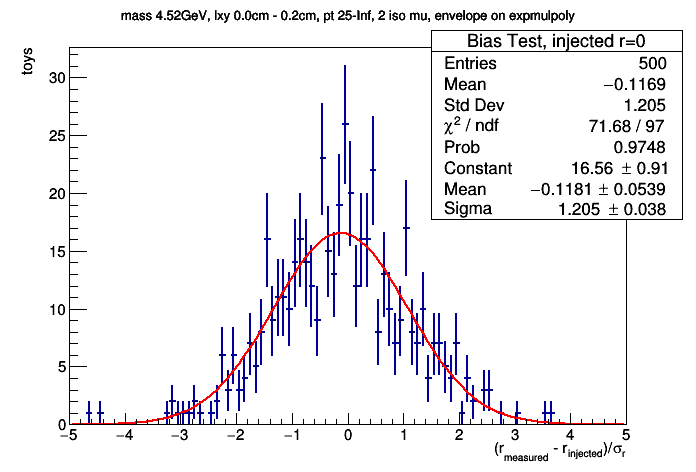 mass 4.52GeV, lxy 0.0cm - 0.2cm, pt 25-Inf, 2 iso mu, envelope on expmulpoly
Bias Test, injected r=0
Entries 500
Mean −0.1169
Std Dev 1.205
χ² / ndf 71.68 / 97
Prob 0.9748
Constant 16.56 ± 0.91
Mean −0.1181 ± 0.0539
Sigma 1.205 ± 0.038
toys
30
25
20
15
10
5
0
−5 −4 −3 −2 −1 0 1 2 3 4 5
(r_measured - r_injected)/σ_r